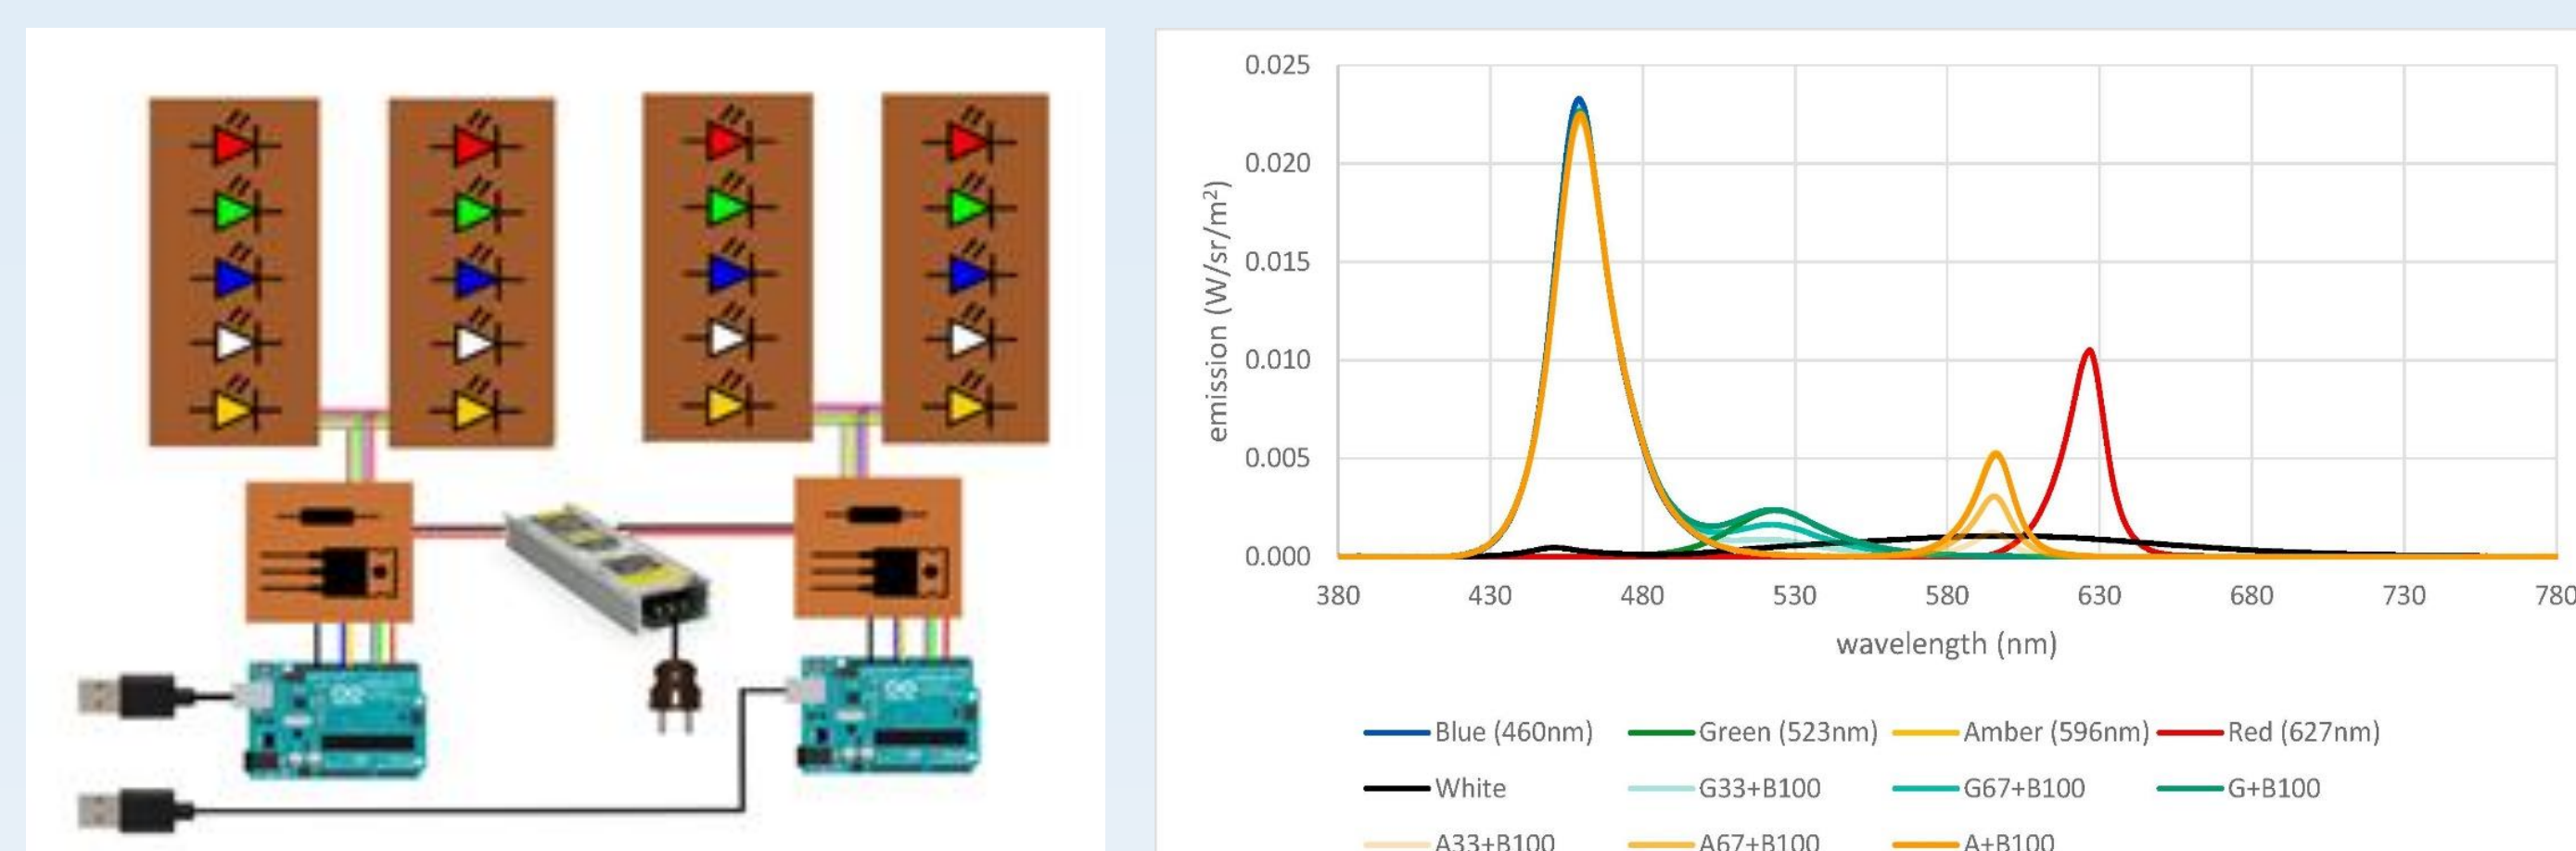 0.025
0.020
0.015
0.010
0.005
0.000
emission (W/sr/m²)
380 430 480 530 580 630 680 730 780
wavelength (nm)
Blue (460nm) Green (523nm) Amber (596nm) Red (627nm)
White G33+B100 G67+B100 G+B100
A33+B100 A67+B100 A+B100